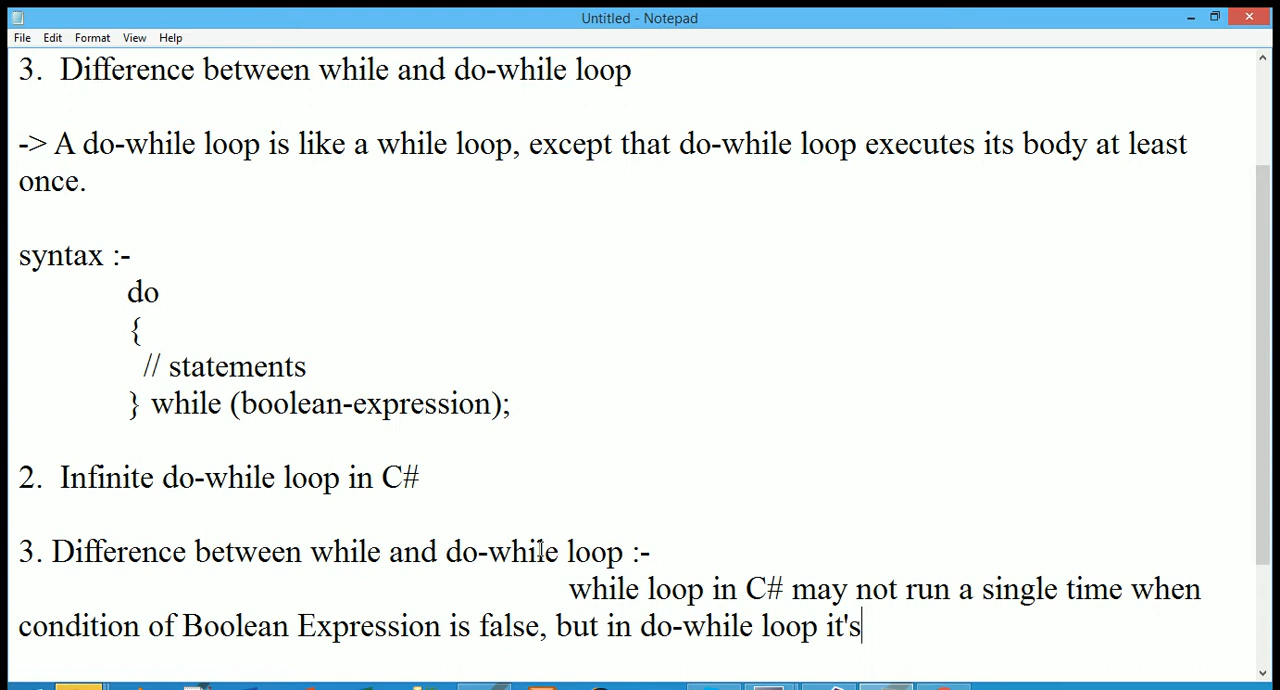 Untitled - Notepad
File Edit Format View Help
3. Difference between while and do-while loop
-> A do-while loop is like a while loop, except that do-while loop executes its body at least
once.
syntax :-
do
{
// statements
} while (boolean-expression);
2. Infinite do-while loop in C#
3. Difference between while and do-while loop :-
while loop in C# may not run a single time when
condition of Boolean Expression is false, but in do-while loop it's